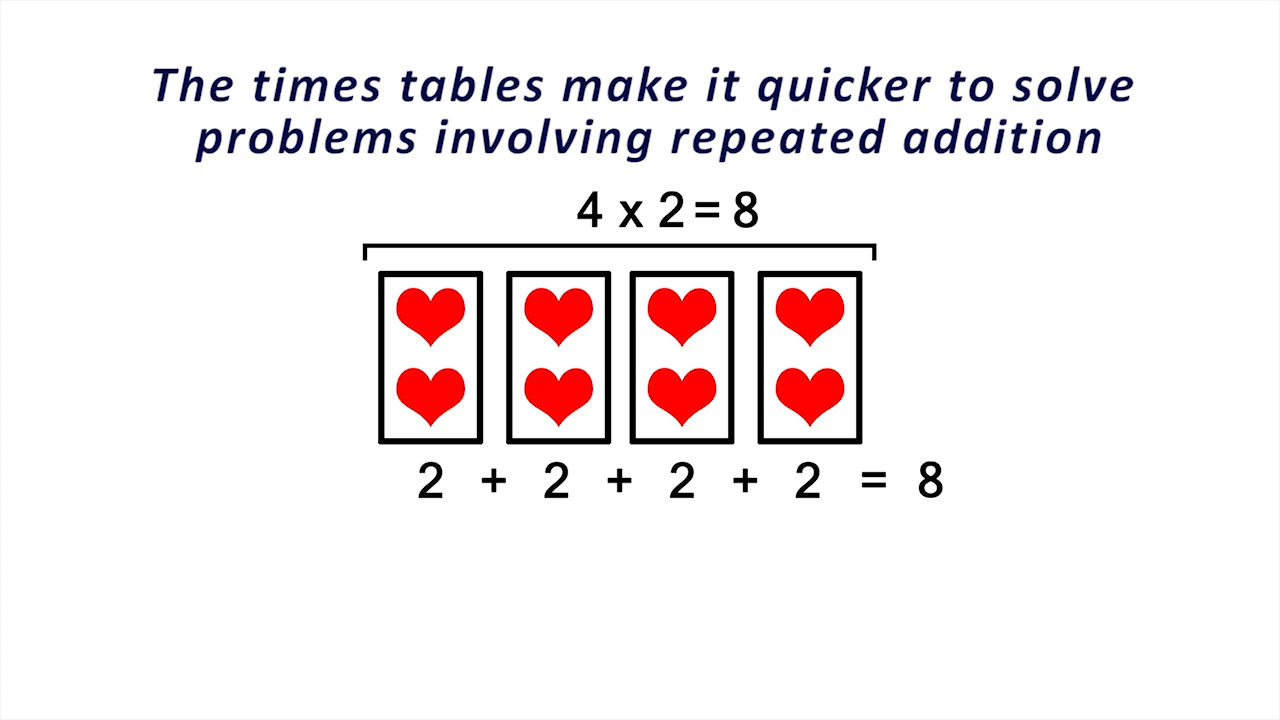 The times tables make it quicker to solve
problems involving repeated addition
4 x 2 = 8
2 + 2 + 2 + 2 = 8